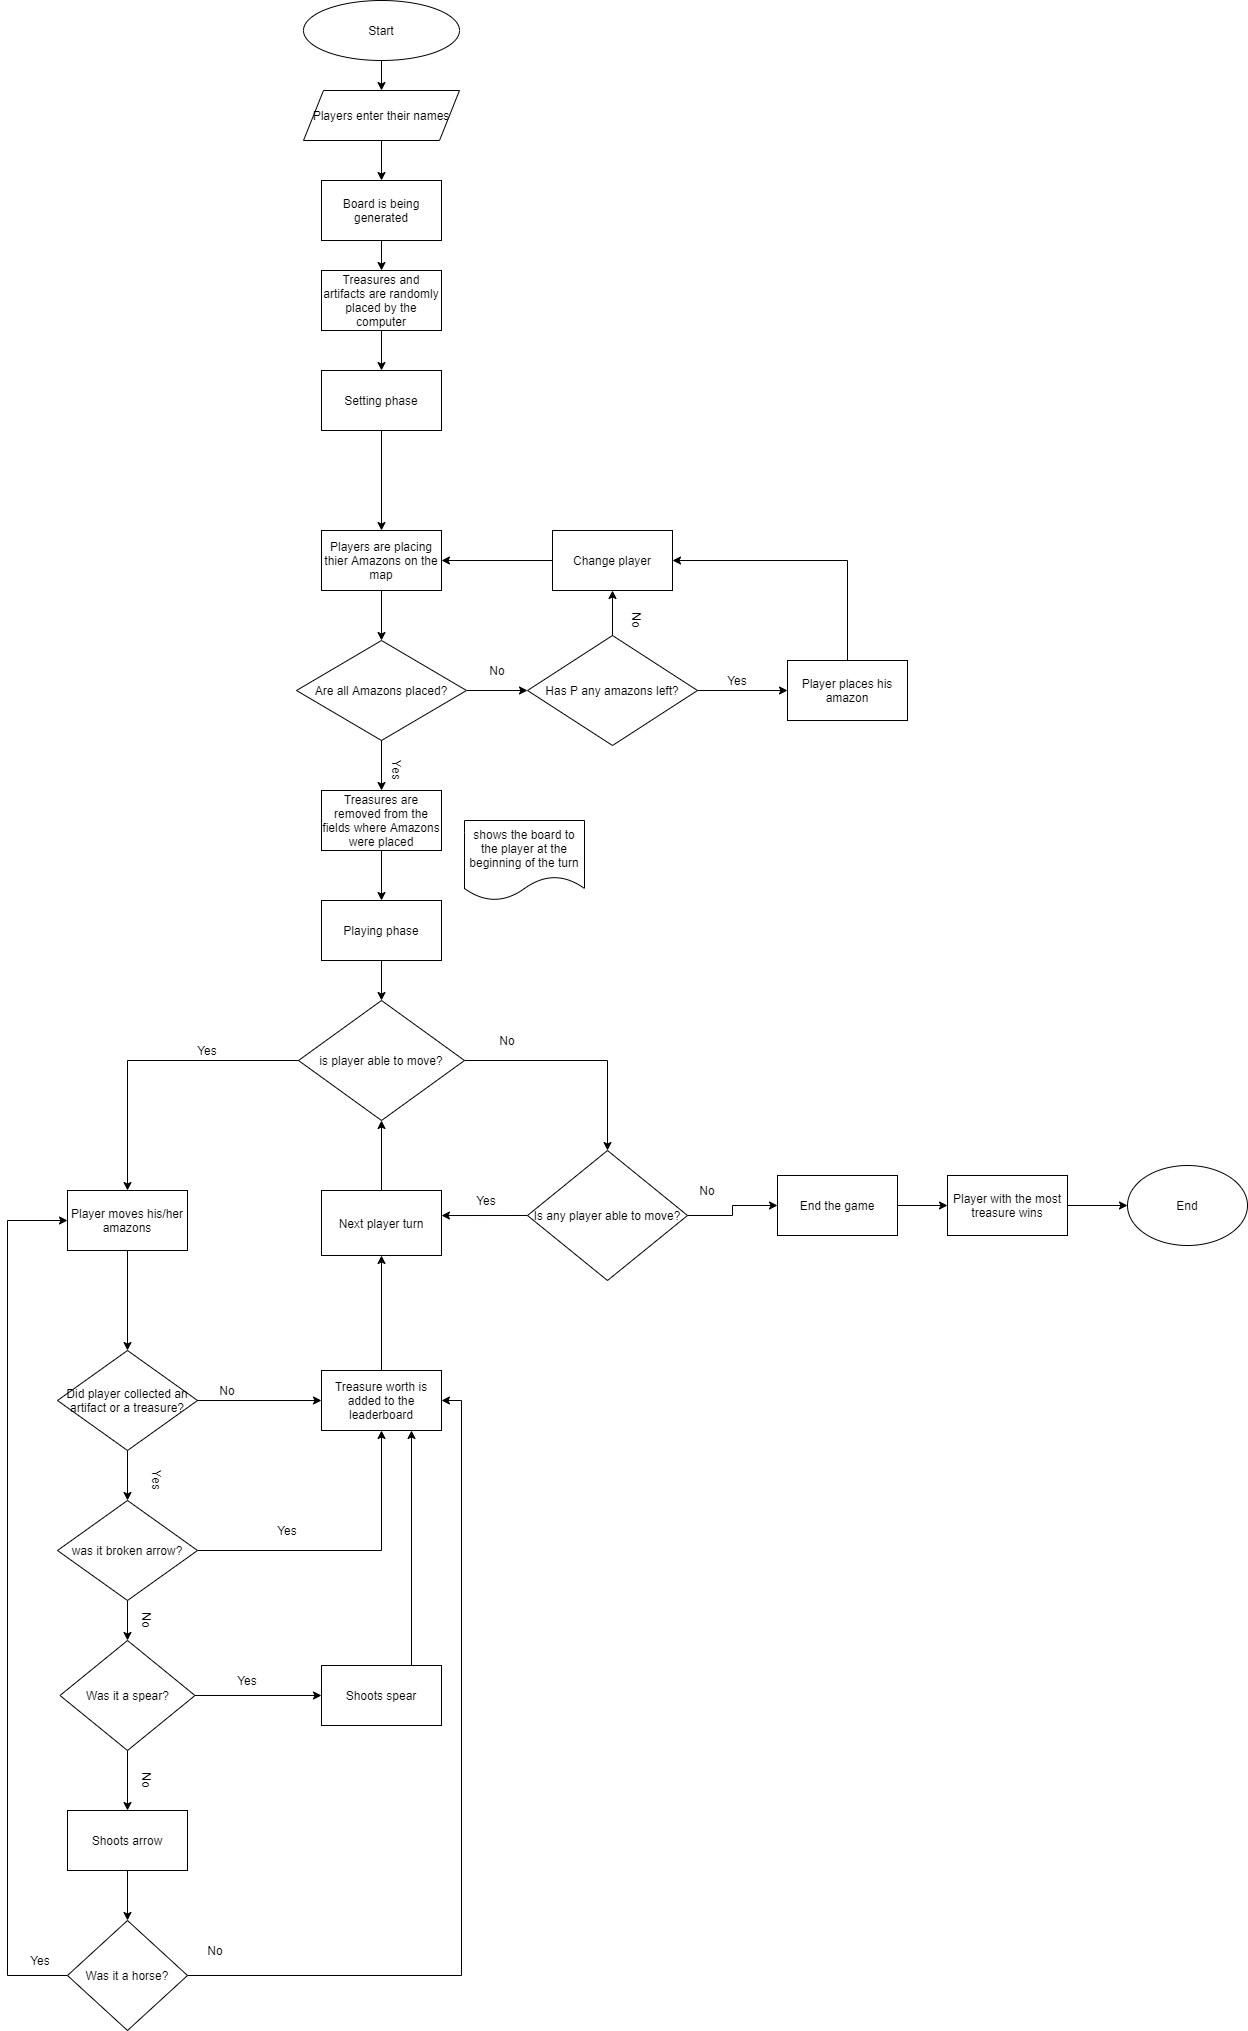 Start
Players enter their names
Board is being
generated
Treasures and
artifacts are randomly
placed by the
computer
Setting phase
Players are placing
thier Amazons on the
map
Change player
No
Are all Amazons placed?
No
Has P any amazons left?
Yes
Player places his
amazon
Yes
Treasures are
removed from the
fields where Amazons
were placed
shows the board to
the player at the
beginning of the turn
Playing phase
is player able to move?
Yes
No
Player moves his/her
amazons
Next player turn
Yes
Is any player able to move?
No
End the game
Player with the most
treasure wins
End
Did player collected an
artifact or a treasure?
No
Treasure worth is
added to the
leaderboard
Yes
was it broken arrow?
Yes
No
Was it a spear?
Yes
Shoots spear
No
Shoots arrow
Yes
Was it a horse?
No